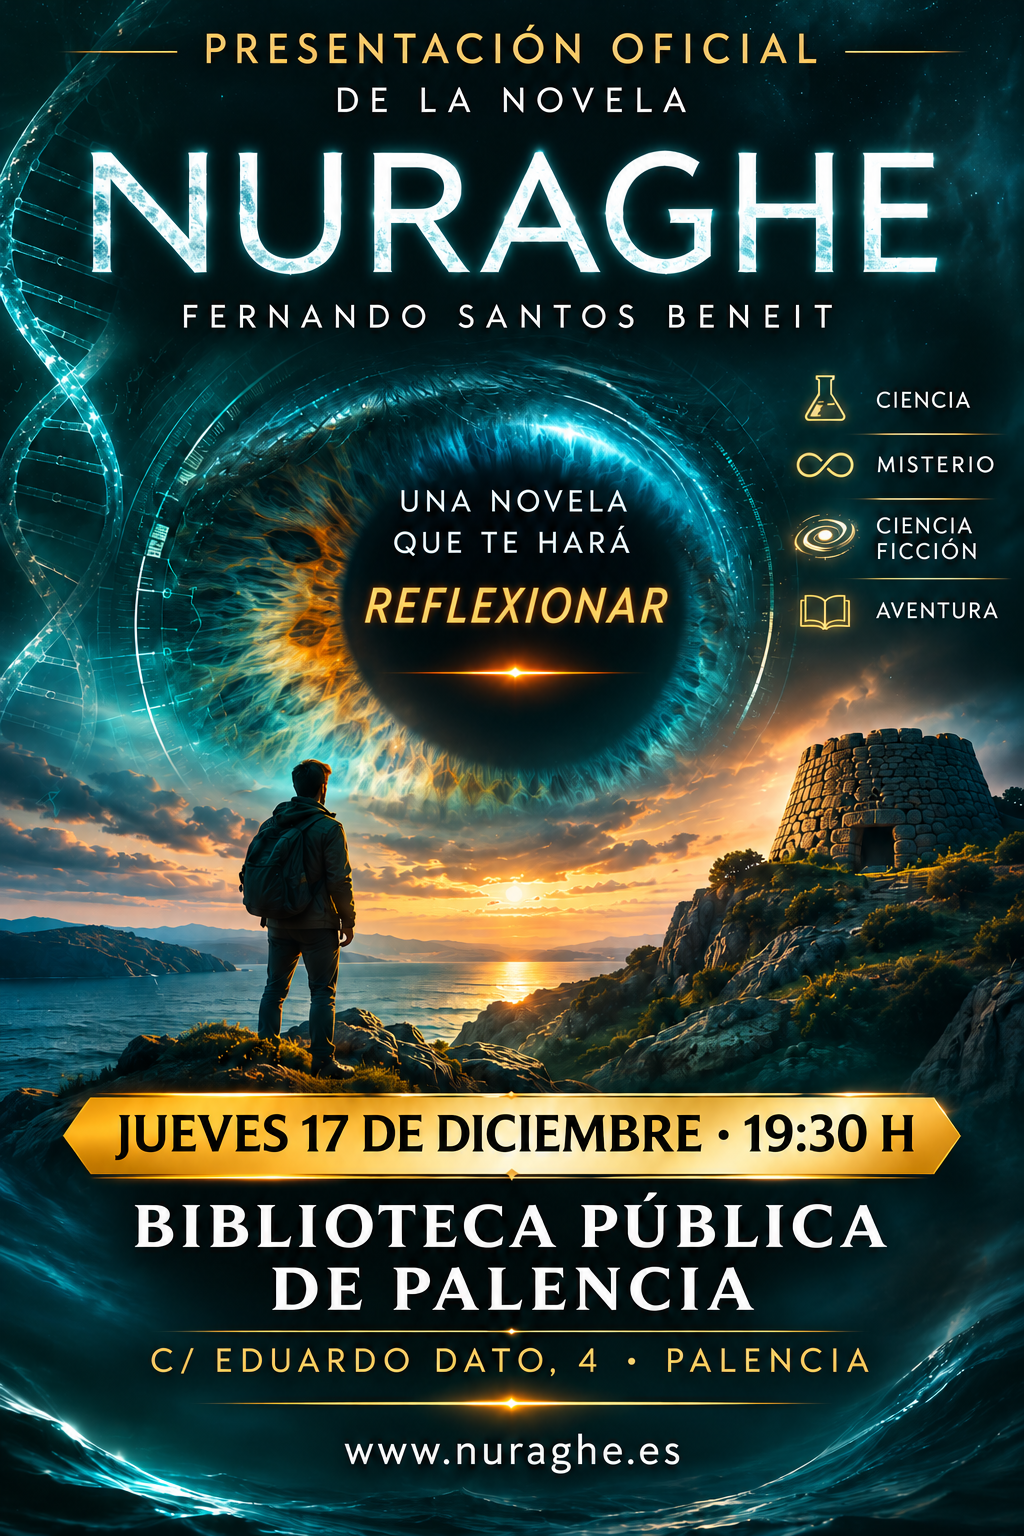 PRESENTACIÓN OFICIAL
DE LA NOVELA
NURAGHE
FERNANDO SANTOS BENEIT
CIENCIA
MISTERIO
CIENCIA
FICCIÓN
AVENTURA
UNA NOVELA
QUE TE HARÁ
REFLEXIONAR
JUEVES 17 DE DICIEMBRE • 19:30 H
BIBLIOTECA PÚBLICA
DE PALENCIA
C/ EDUARDO DATO, 4 • PALENCIA
www.nuraghe.es